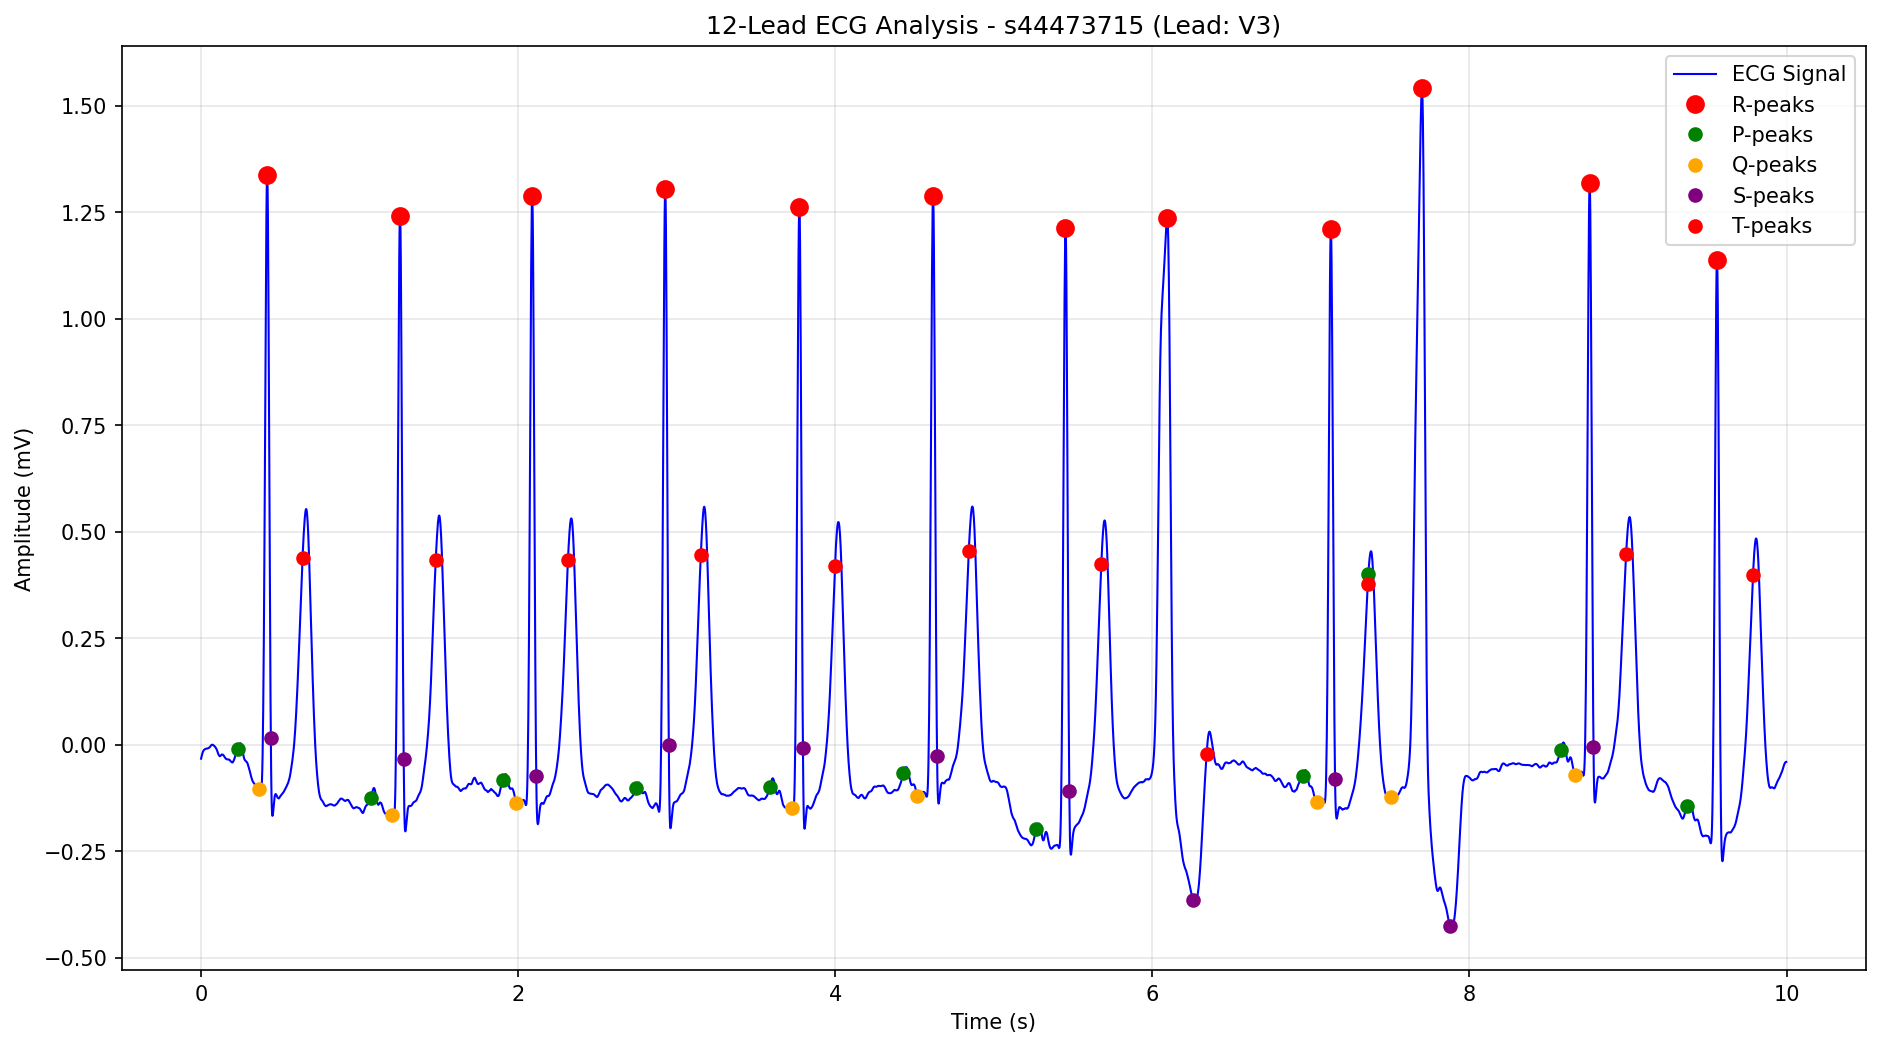 12-Lead ECG Analysis - s44473715 (Lead: V3)
ECG Signal
R-peaks
P-peaks
Q-peaks
S-peaks
T-peaks
Amplitude (mV)
1.50
1.25
1.00
0.75
0.50
0.25
0.00
−0.25
−0.50
0 2 4 6 8 10
Time (s)